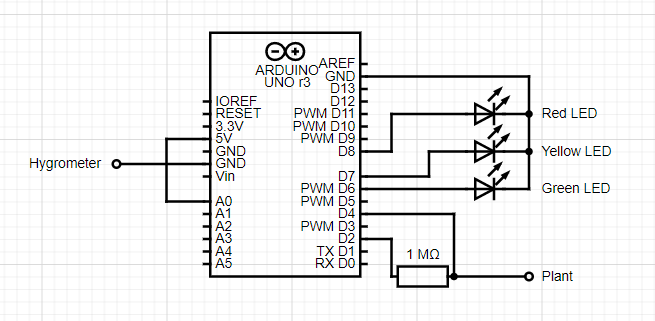 ARDUINO
UNO r3
AREF
GND
D13
D12
PWM D11
PWM D10
PWM D9
D8
D7
PWM D6
PWM D5
D4
PWM D3
D2
TX D1
RX D0
IOREF
RESET
3.3V
5V
GND
GND
Vin
A0
A1
A2
A3
A4
A5
Hygrometer
Red LED
Yellow LED
Green LED
1 MΩ
Plant